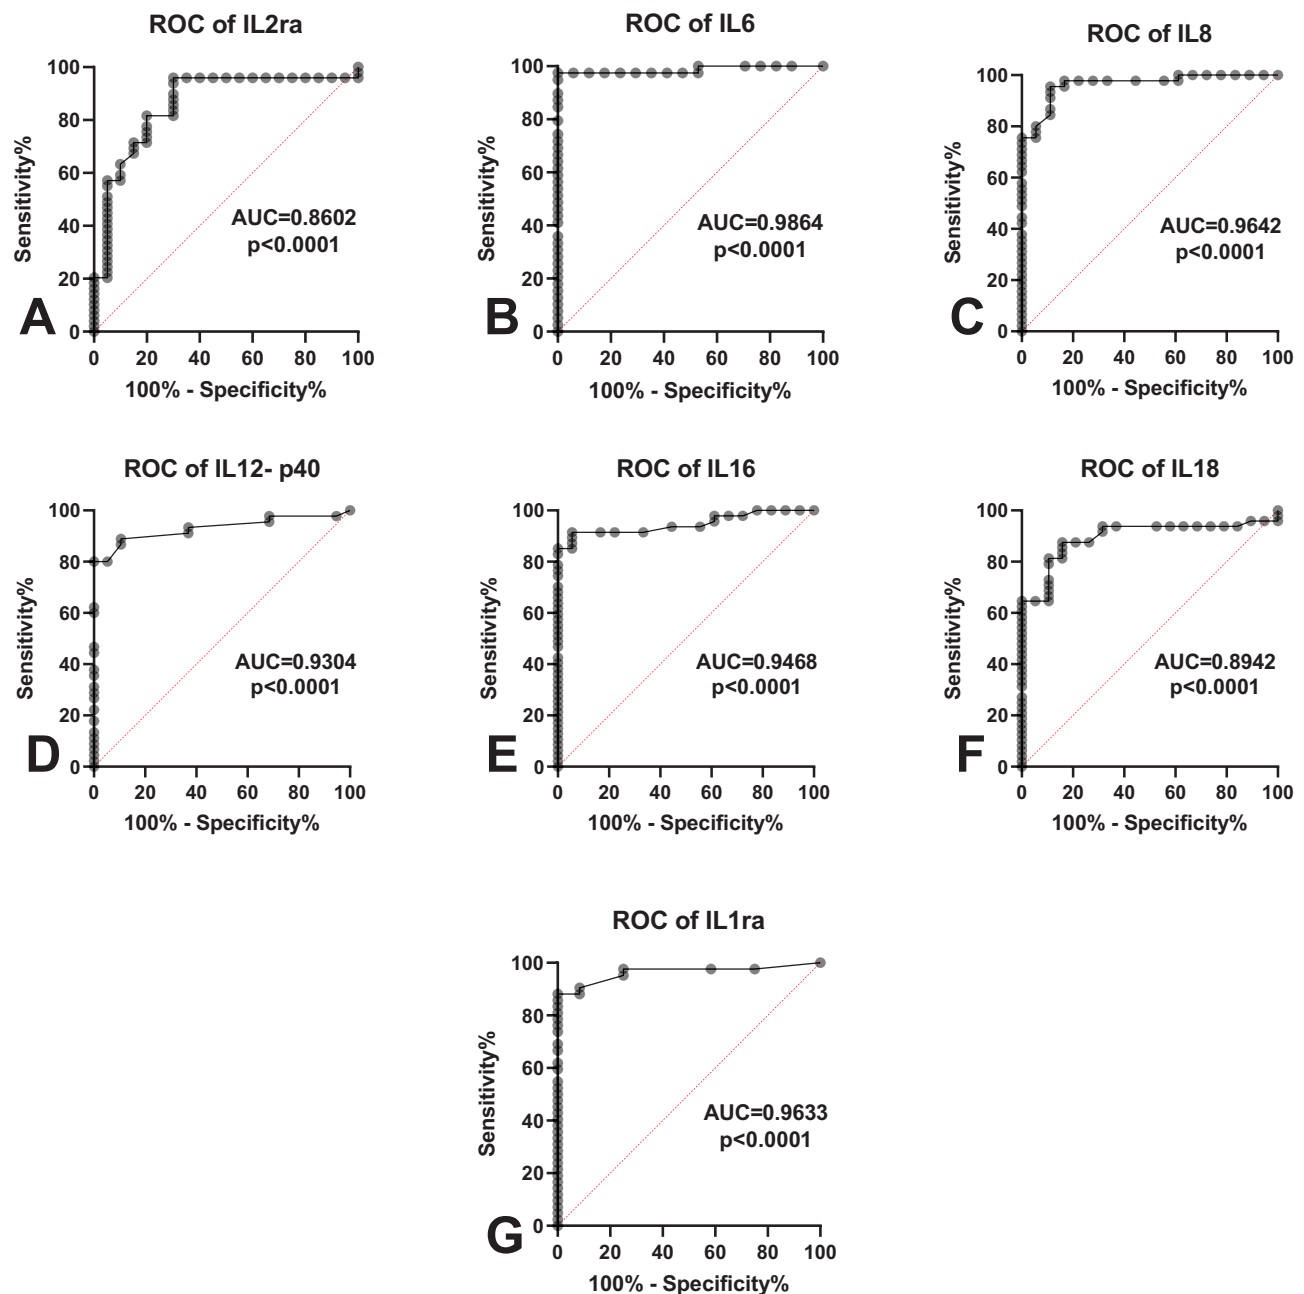 ROC of IL2ra
100
80
60
40
20
0
Sensitivity%
AUC=0.8602
p<0.0001
A
0 20 40 60 80 100
100% - Specificity%
ROC of IL6
100
80
60
40
20
0
Sensitivity%
AUC=0.9864
p<0.0001
B
0 20 40 60 80 100
100% - Specificity%
ROC of IL8
100
80
60
40
20
0
Sensitivity%
AUC=0.9642
p<0.0001
C
0 20 40 60 80 100
100% - Specificity%
ROC of IL12- p40
100
80
60
40
20
0
Sensitivity%
AUC=0.9304
p<0.0001
D
0 20 40 60 80 100
100% - Specificity%
ROC of IL16
100
80
60
40
20
0
Sensitivity%
AUC=0.9468
p<0.0001
E
0 20 40 60 80 100
100% - Specificity%
ROC of IL18
100
80
60
40
20
0
Sensitivity%
AUC=0.8942
p<0.0001
F
0 20 40 60 80 100
100% - Specificity%
ROC of IL1ra
100
80
60
40
20
0
Sensitivity%
AUC=0.9633
p<0.0001
G
0 20 40 60 80 100
100% - Specificity%